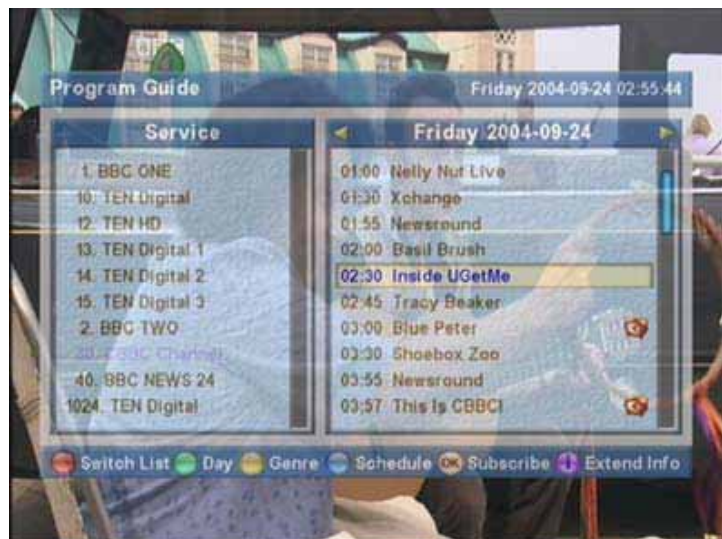 Program Guide
Friday 2004-09-24 02:55:44
Service
1. BBC ONE
10. TEN Digital
12. TEN HD
13. TEN Digital 1
14. TEN Digital 2
15. TEN Digital 3
2. BBC TWO
30. CBBC Channel
40. BBC NEWS 24
1024. TEN Digital
Friday 2004-09-24
01:00 Nelly Nut Live
01:30 Xchange
01:55 Newsround
02:00 Basil Brush
02:30 Inside UGetMe
02:45 Tracy Beaker
03:00 Blue Peter
03:30 Shoebox Zoo
03:55 Newsround
03:57 This Is CBBC!
Switch List Day Genre Schedule OK Subscribe i Extend Info